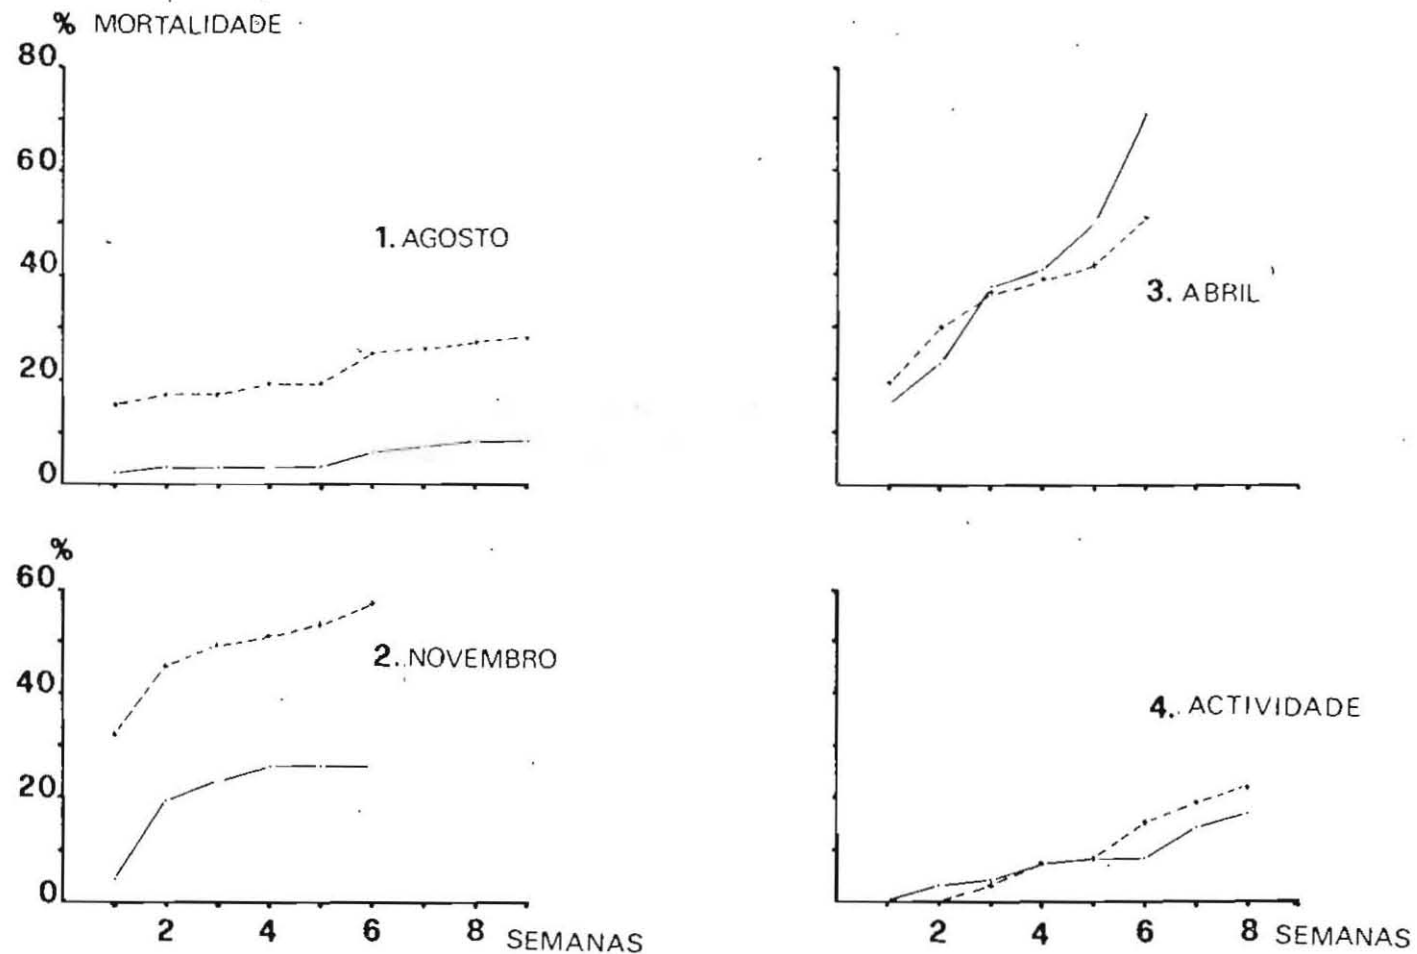 % MORTALIDADE
80
60
40
20
0
1. AGOSTO
3. ABRIL
%
60
40
20
0
2. NOVEMBRO
2 4 6 8 SEMANAS
4. ACTIVIDADE
2 4 6 8 SEMANAS